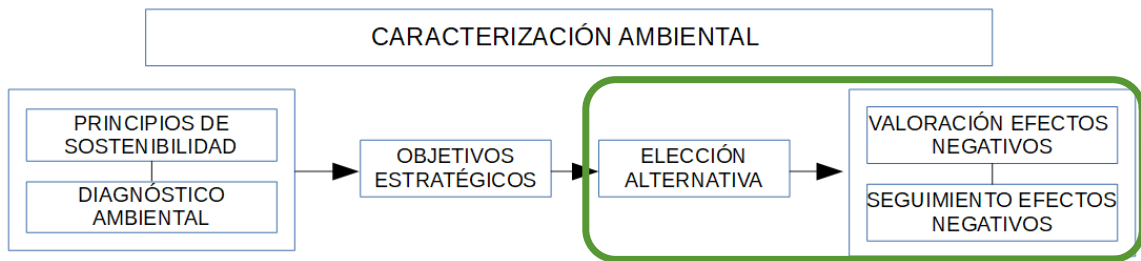 CARACTERIZACIÓN AMBIENTAL
PRINCIPIOS DE
SOSTENIBILIDAD
DIAGNÓSTICO
AMBIENTAL
OBJETIVOS
ESTRATÉGICOS
ELECCIÓN
ALTERNATIVA
VALORACIÓN EFECTOS
NEGATIVOS
SEGUIMIENTO EFECTOS
NEGATIVOS